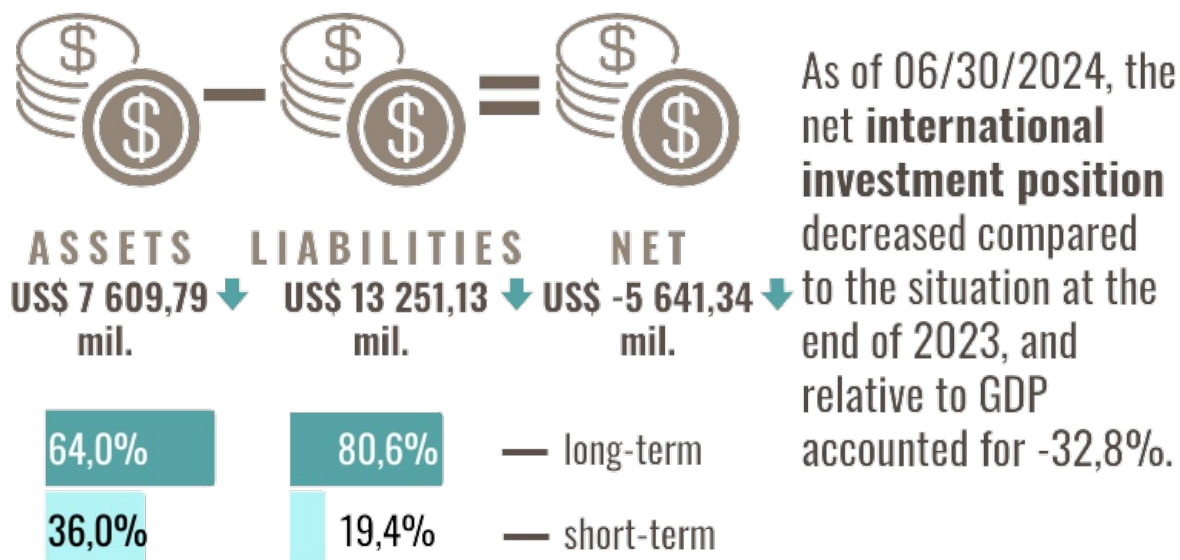 ASSETS
US$ 7 609,79
mil.
LIABILITIES
US$ 13 251,13
mil.
NET
US$ -5 641,34
mil.
64,0%
80,6%
long-term
36,0%
19,4%
short-term
As of 06/30/2024, the
net international
investment position
decreased compared
to the situation at the
end of 2023, and
relative to GDP
accounted for -32,8%.